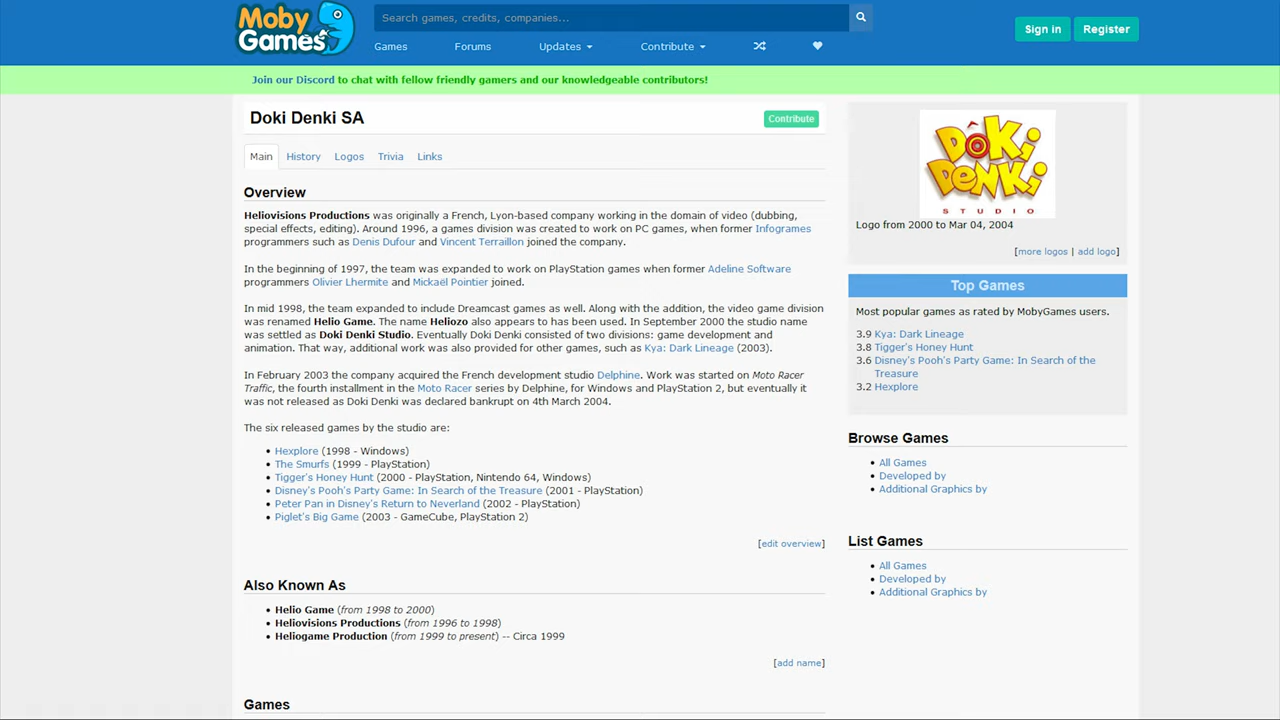 Moby
Games
Search games, credits, companies...
Games Forums Updates Contribute
Sign in Register
Join our Discord to chat with fellow friendly gamers and our knowledgeable contributors!
Doki Denki SA
Contribute
Main History Logos Trivia Links
Overview
Heliovisions Productions was originally a French, Lyon-based company working in the domain of video (dubbing,
special effects, editing). Around 1996, a games division was created to work on PC games, when former Infogrames
programmers such as Denis Dufour and Vincent Terraillon joined the company.
In the beginning of 1997, the team was expanded to work on PlayStation games when former Adeline Software
programmers Olivier Lhermite and Mickaël Pointier joined.
In mid 1998, the team expanded to include Dreamcast games as well. Along with the addition, the video game division
was renamed Helio Game. The name Heliozo also appears to has been used. In September 2000 the studio name
was settled as Doki Denki Studio. Eventually Doki Denki consisted of two divisions: game development and
animation. That way, additional work was also provided for other games, such as Kya: Dark Lineage (2003).
In February 2003 the company acquired the French development studio Delphine. Work was started on Moto Racer
Traffic, the fourth installment in the Moto Racer series by Delphine, for Windows and PlayStation 2, but eventually it
was not released as Doki Denki was declared bankrupt on 4th March 2004.
The six released games by the studio are:
• Hexplore (1998 - Windows)
• The Smurfs (1999 - PlayStation)
• Tigger's Honey Hunt (2000 - PlayStation, Nintendo 64, Windows)
• Disney's Pooh's Party Game: In Search of the Treasure (2001 - PlayStation)
• Peter Pan in Disney's Return to Neverland (2002 - PlayStation)
• Piglet's Big Game (2003 - GameCube, PlayStation 2)
[edit overview]
Also Known As
• Helio Game (from 1998 to 2000)
• Heliovisions Productions (from 1996 to 1998)
• Heliogame Production (from 1999 to present) -- Circa 1999
[add name]
Games
DÔKi
DENKi
STUDIO
Logo from 2000 to Mar 04, 2004
[more logos | add logo]
Top Games
Most popular games as rated by MobyGames users.
3.9 Kya: Dark Lineage
3.8 Tigger's Honey Hunt
3.6 Disney's Pooh's Party Game: In Search of the
Treasure
3.2 Hexplore
Browse Games
• All Games
• Developed by
• Additional Graphics by
List Games
• All Games
• Developed by
• Additional Graphics by